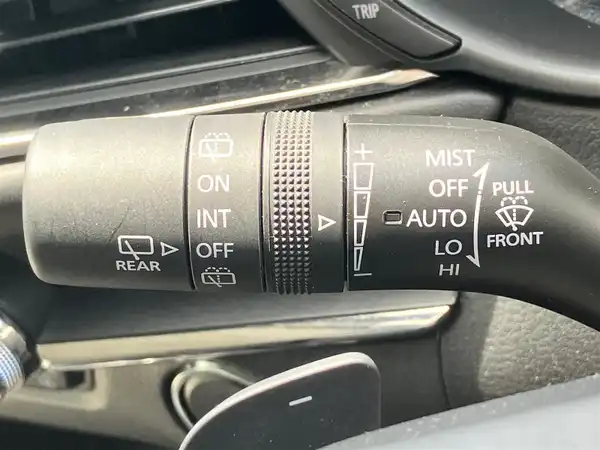 TRIP
ON
INT
OFF
REAR
+
-
MIST
OFF
AUTO
LO
HI
PULL
FRONT
-